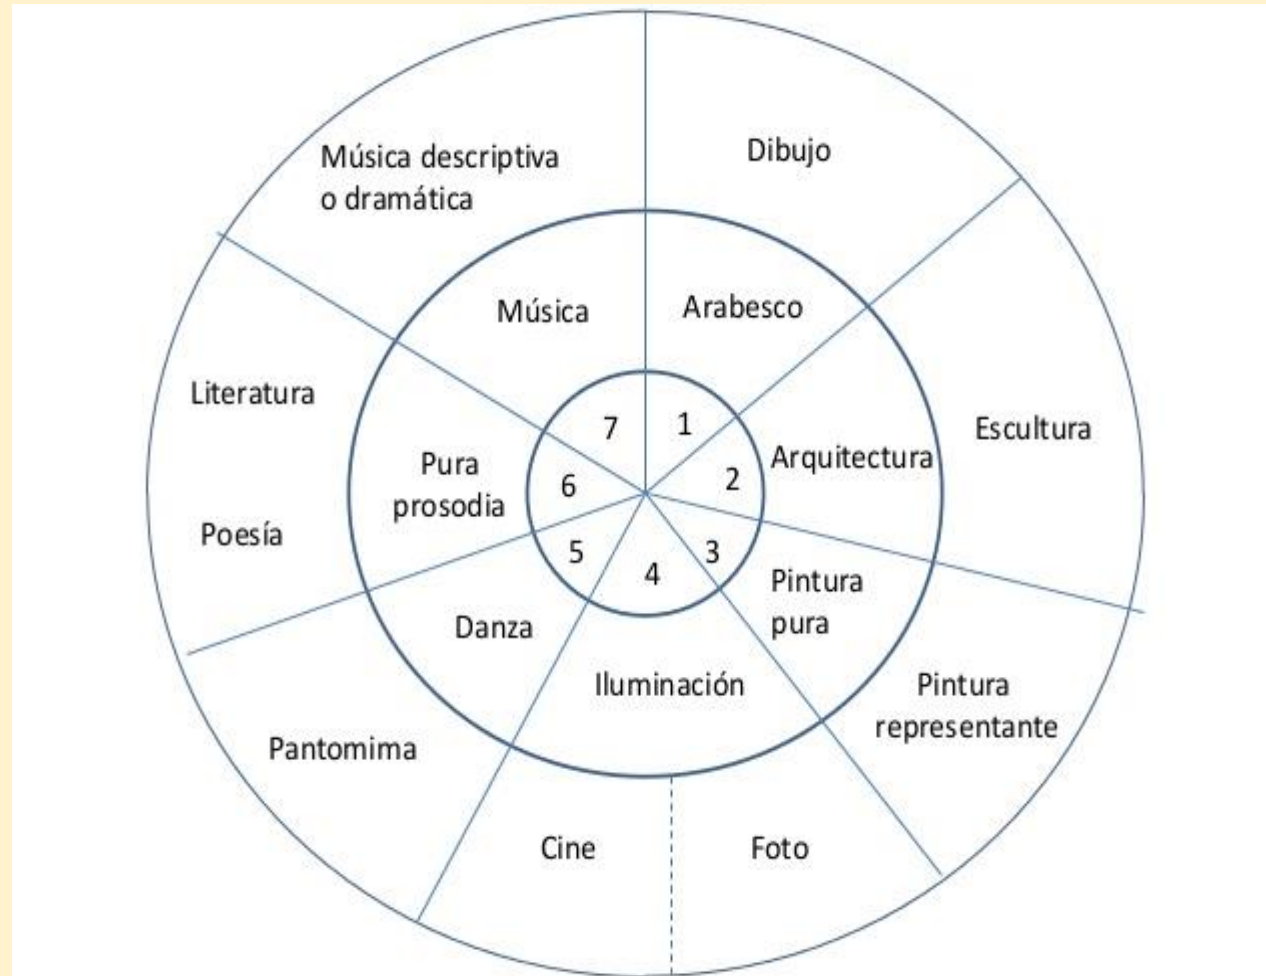 Dibujo
Música descriptiva
o dramática
Música
Arabesco
Literatura
7
1
Escultura
Pura
prosodia
6
2
Arquitectura
Poesía
5
4
3
Pintura
pura
Danza
Iluminación
Pintura
representante
Pantomima
Cine
Foto